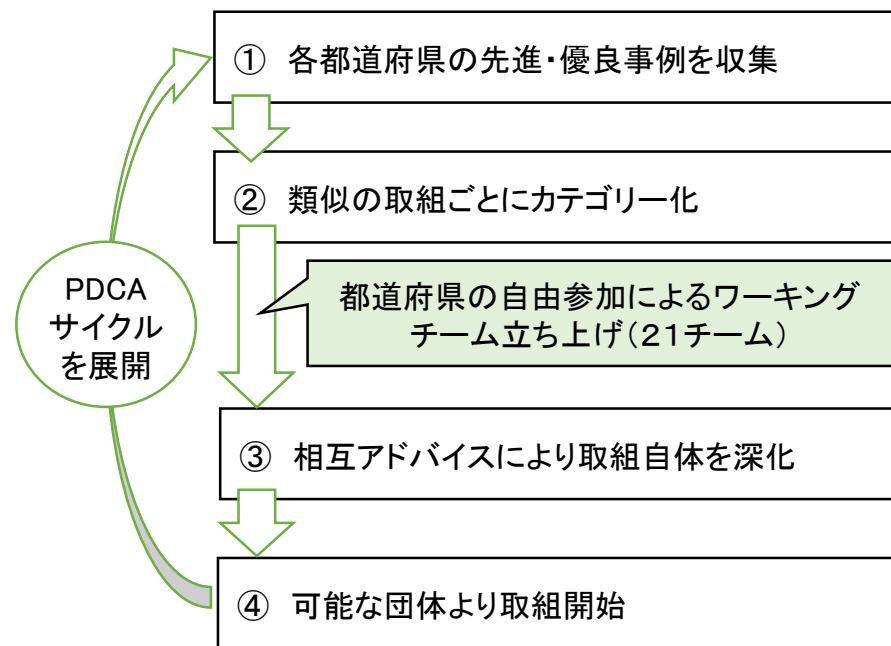 ① 各都道府県の先進・優良事例を収集
② 類似の取組ごとにカテゴリー化
都道府県の自由参加によるワーキング
チーム立ち上げ（２１チーム）
PDCA
サイクル
を展開
③ 相互アドバイスにより取組自体を深化
④ 可能な団体より取組開始